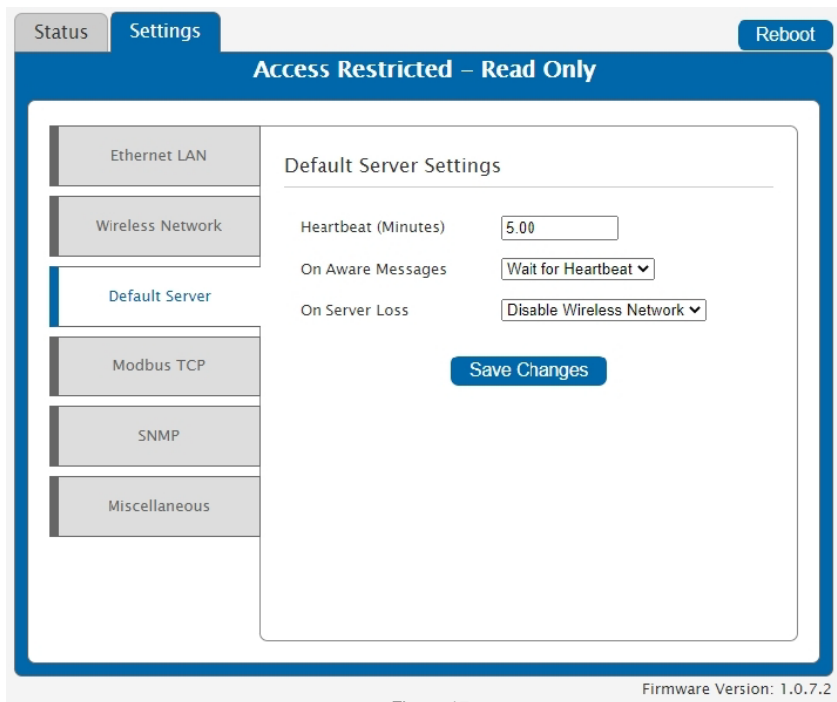 Status Settings Reboot
Access Restricted – Read Only
Ethernet LAN
Wireless Network
Default Server
Modbus TCP
SNMP
Miscellaneous
Default Server Settings
Heartbeat (Minutes) 5.00
On Aware Messages Wait for Heartbeat
On Server Loss Disable Wireless Network
Save Changes
Firmware Version: 1.0.7.2